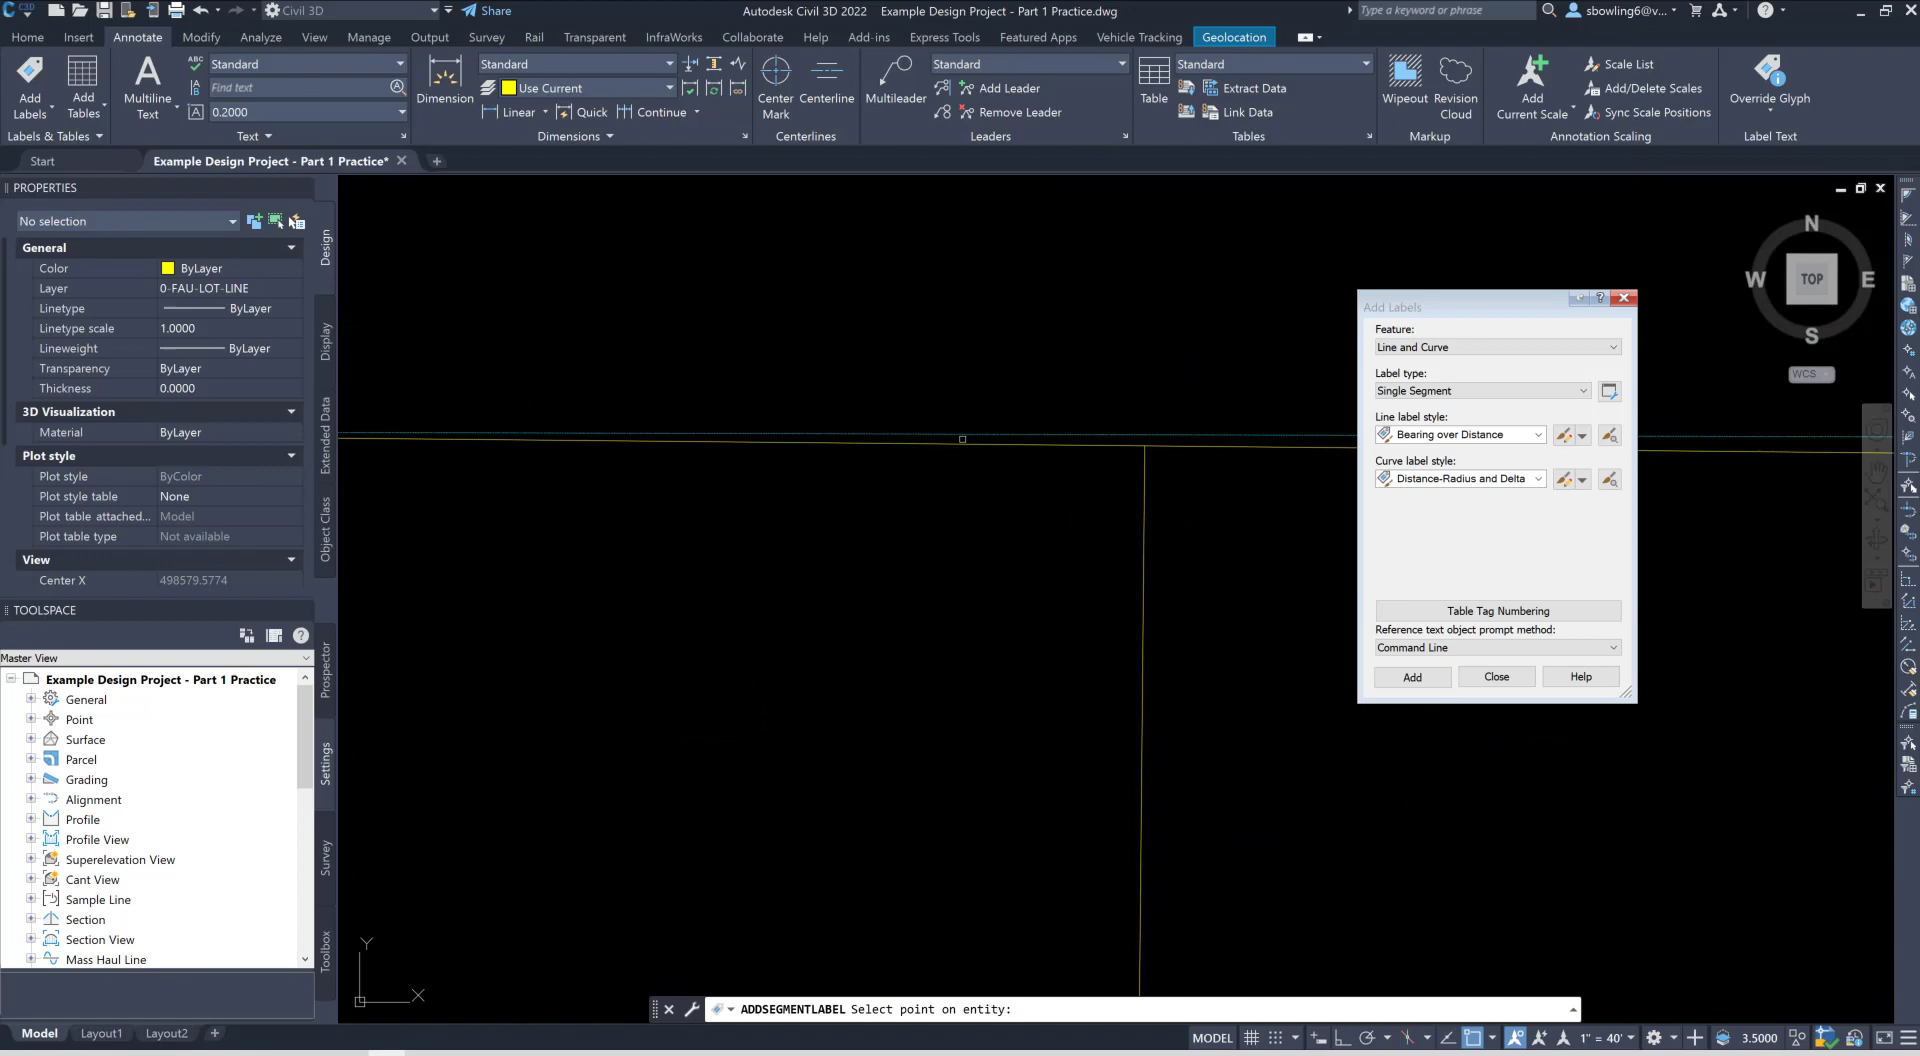 C3D Civil 3D Share Autodesk Civil 3D 2022 Example Design Project - Part 1 Practice.dwg Type a keyword or phrase sbowling6@v...
Home Insert Annotate Modify Analyze View Manage Output Survey Rail Transparent InfraWorks Collaborate Help Add-ins Express Tools Featured Apps Vehicle Tracking Geolocation
Add Labels
Add Tables
Labels & Tables
Multiline Text
ABC Standard
Find text
0.2000
Text
Dimension
Standard
Use Current
Linear Quick Continue
Dimensions
Center Mark
Centerline
Centerlines
Multileader
Standard
Add Leader
Remove Leader
Leaders
Table
Standard
Extract Data
Link Data
Tables
Wipeout
Revision Cloud
Markup
Add Current Scale
Scale List
Add/Delete Scales
Sync Scale Positions
Annotation Scaling
Override Glyph
Label Text
Start Example Design Project - Part 1 Practice*
PROPERTIES
No selection
General
Color ByLayer
Layer 0-FAU-LOT-LINE
Linetype ByLayer
Linetype scale 1.0000
Lineweight ByLayer
Transparency ByLayer
Thickness 0.0000
3D Visualization
Material ByLayer
Plot style
Plot style ByColor
Plot style table None
Plot table attached... Model
Plot table type Not available
View
Center X 498579.5774
Design
Display
Extended Data
Object Class
TOOLSPACE
Master View
Example Design Project - Part 1 Practice
General
Point
Surface
Parcel
Grading
Alignment
Profile
Profile View
Superelevation View
Cant View
Sample Line
Section
Section View
Mass Haul Line
Prospector
Settings
Survey
Toolbox
Y
X
N
W TOP E
S
WCS
Add Labels
Feature:
Line and Curve
Label type:
Single Segment
Line label style:
Bearing over Distance
Curve label style:
Distance-Radius and Delta
Table Tag Numbering
Reference text object prompt method:
Command Line
Add Close Help
ADDSEGMENTLABEL Select point on entity:
Model Layout1 Layout2
MODEL 1" = 40' 3.5000